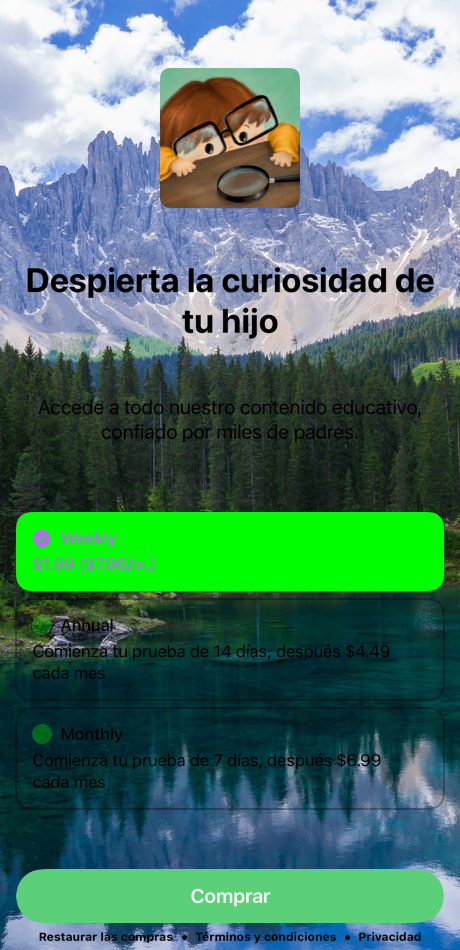 Despierta la curiosidad de
tu hijo
Accede a todo nuestro contenido educativo,
confiado por miles de padres.
Weekly
$1.99 ($7.96/m.)
Annual
Comienza tu prueba de 14 días, después $4.49
cada mes
Monthly
Comienza tu prueba de 7 días, después $6.99
cada mes
Comprar
Restaurar las compras • Términos y condiciones • Privacidad